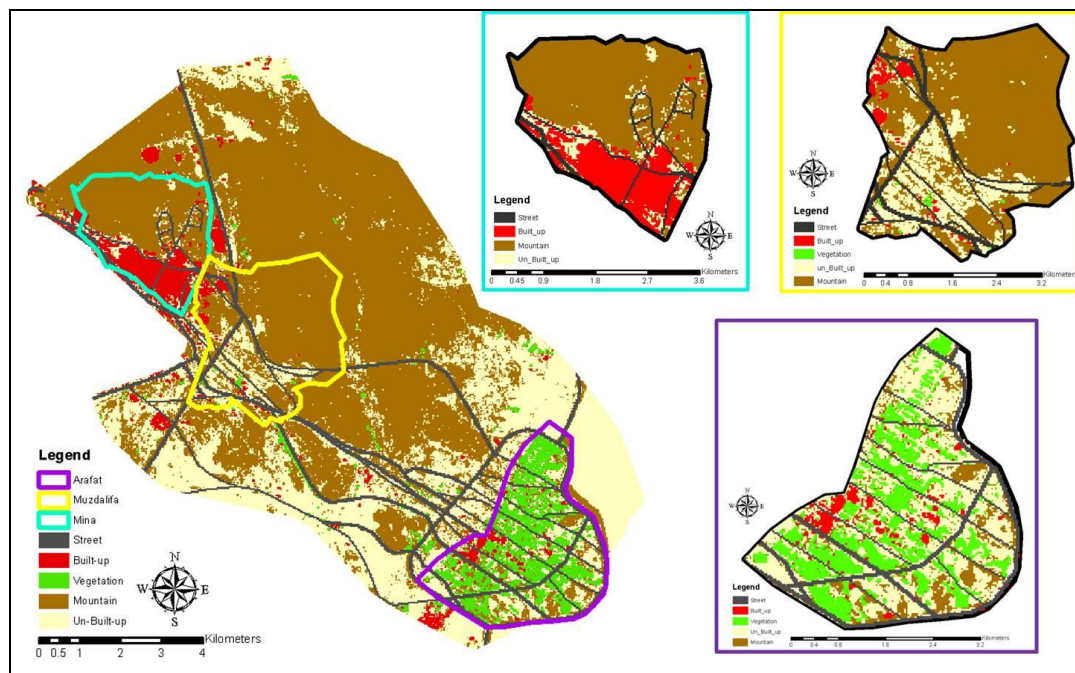 Legend
Arafat
Muzdalifa
Mina
Street
Built-up
Vegetation
Mountain
Un-Built-up
N
W E
S
Kilometers
0 0.5 1 2 3 4
Legend
Street
Built_up
Mountain
Un_Built_up
N
W E
S
Kilometers
0 0.45 0.9 1.8 2.7 3.6
N
W E
S
Legend
Street
Built_up
Vegetation
un_Built_up
Mountain
Kilometers
0 0.4 0.8 1.6 2.4 3.2
N
W E
S
Legend
Street
Built_up
Vegetation
Un_Built_up
Mountain
Kilometers
0 0.4 0.8 1.6 2.4 3.2